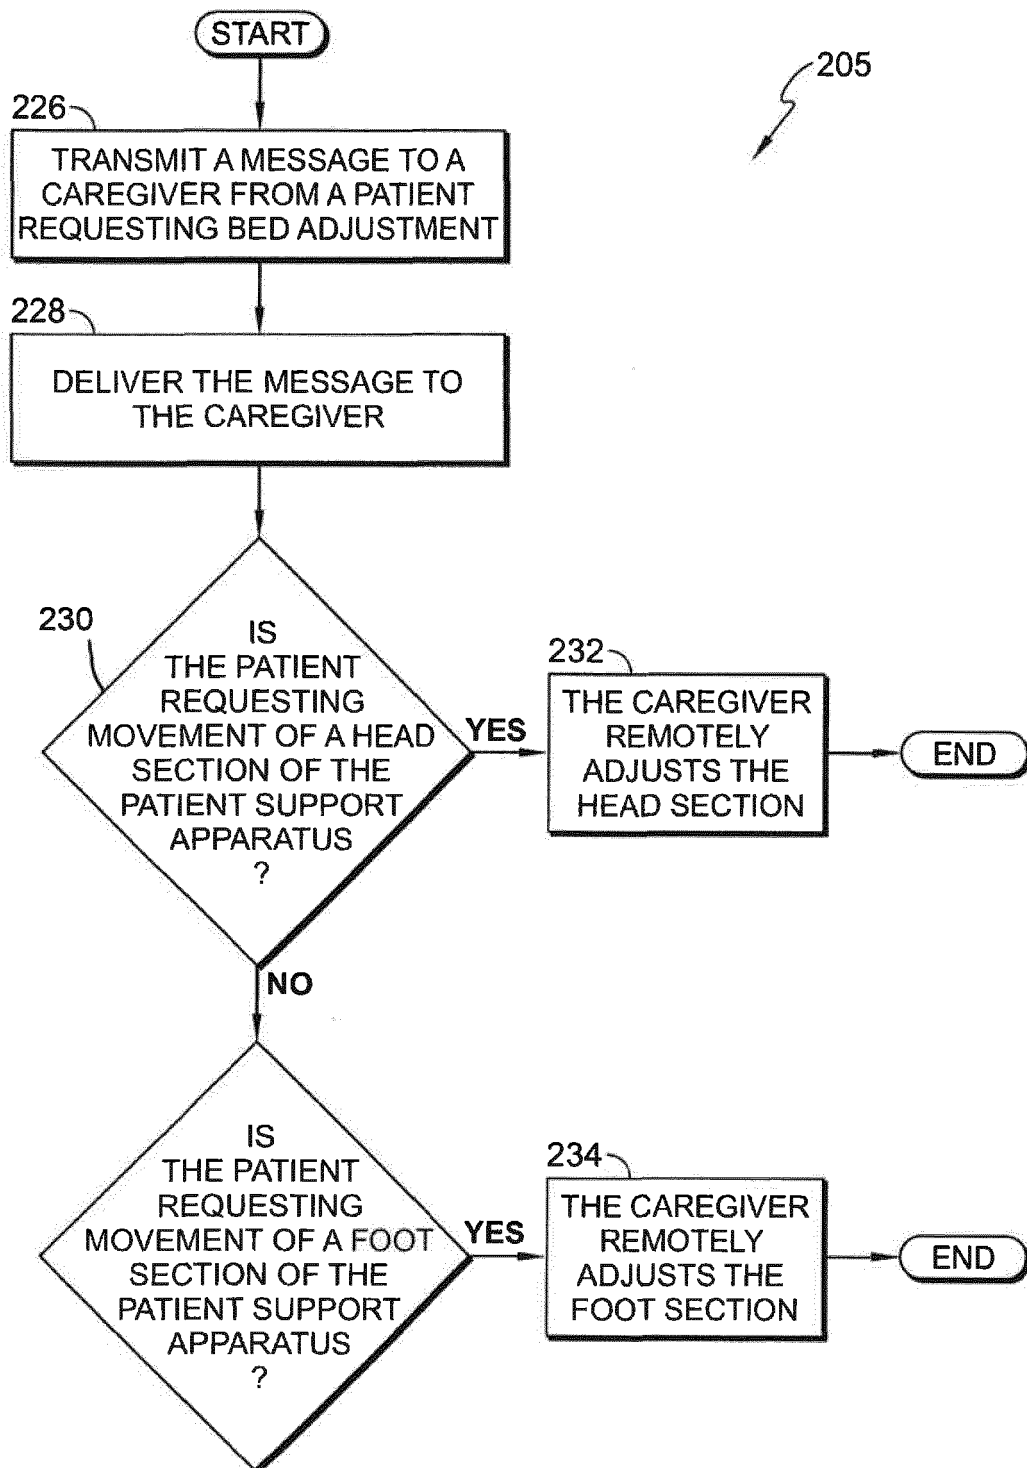 START
205
226
TRANSMIT A MESSAGE TO A
CAREGIVER FROM A PATIENT
REQUESTING BED ADJUSTMENT
228
DELIVER THE MESSAGE TO
THE CAREGIVER
230
IS
THE PATIENT
REQUESTING
MOVEMENT OF A HEAD
SECTION OF THE
PATIENT SUPPORT
APPARATUS
?
YES
232
THE CAREGIVER
REMOTELY
ADJUSTS THE
HEAD SECTION
END
NO
IS
THE PATIENT
REQUESTING
MOVEMENT OF A FOOT
SECTION OF THE
PATIENT SUPPORT
APPARATUS
?
YES
234
THE CAREGIVER
REMOTELY
ADJUSTS THE
FOOT SECTION
END